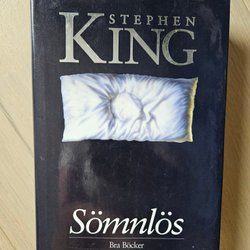 STEPHEN
KING
Sömnlös
Bra Böcker